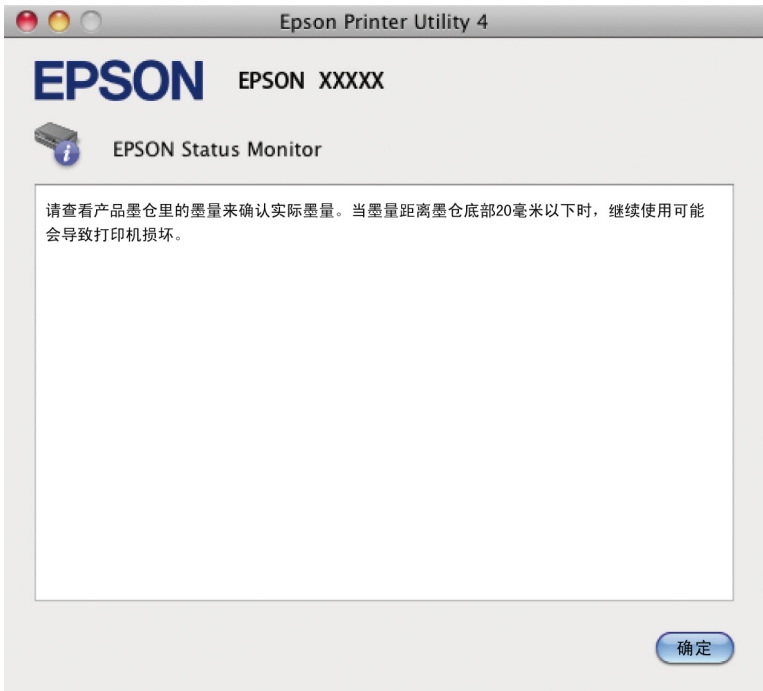 Epson Printer Utility 4
EPSON EPSON XXXXX
EPSON Status Monitor
请查看产品墨仓里的墨量来确认实际墨量。当墨量距离墨仓底部20毫米以下时，继续使用可能
会导致打印机损坏。
确定